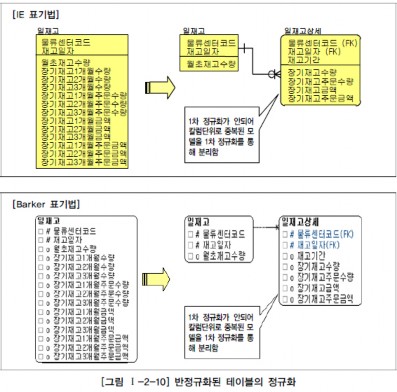 [IE 표기법]
일재고
물류센터코드
재고일자
월초재고수량
장기재고1개월수량
장기재고2개월수량
장기재고3개월수량
장기재고1개월주문수량
장기재고2개월주문수량
장기재고3개월주문수량
장기재고1개월금액
장기재고2개월금액
장기재고3개월금액
장기재고1개월주문금액
장기재고2개월주문금액
장기재고3개월주문금액
일재고
물류센터코드
재고일자
월초재고수량
일재고상세
물류센터코드 (FK)
재고일자 (FK)
재고기간
장기재고수량
장기재고주문수량
장기재고금액
장기재고주문금액
1차 정규화가 안되어
칼럼단위로 중복된 모
델을 1차 정규화를 통
해 분리함
[Barker 표기법]
일재고
# 물류센터코드
# 재고일자
o 월초재고수량
o 장기재고1개월수량
o 장기재고2개월수량
o 장기재고3개월수량
o 장기재고1개월주문수량
o 장기재고2개월주문수량
o 장기재고3개월주문수량
o 장기재고1개월금액
o 장기재고2개월금액
o 장기재고3개월금액
o 장기재고1개월주문금액
o 장기재고2개월주문금액
o 장기재고3개월주문금액
일재고
# 물류센터코드
# 재고일자
o 월초재고수량
일재고상세
# 물류센터코드(FK)
# 재고일자(FK)
o 재고기간
o 장기재고수량
o 장기재고주문수량
o 장기재고금액
o 장기재고주문금액
1차 정규화가 안되어
칼럼단위로 중복된 모
델을 1차 정규화를 통
해 분리함
[그림 Ⅰ-2-10] 반정규화된 테이블의 정규화